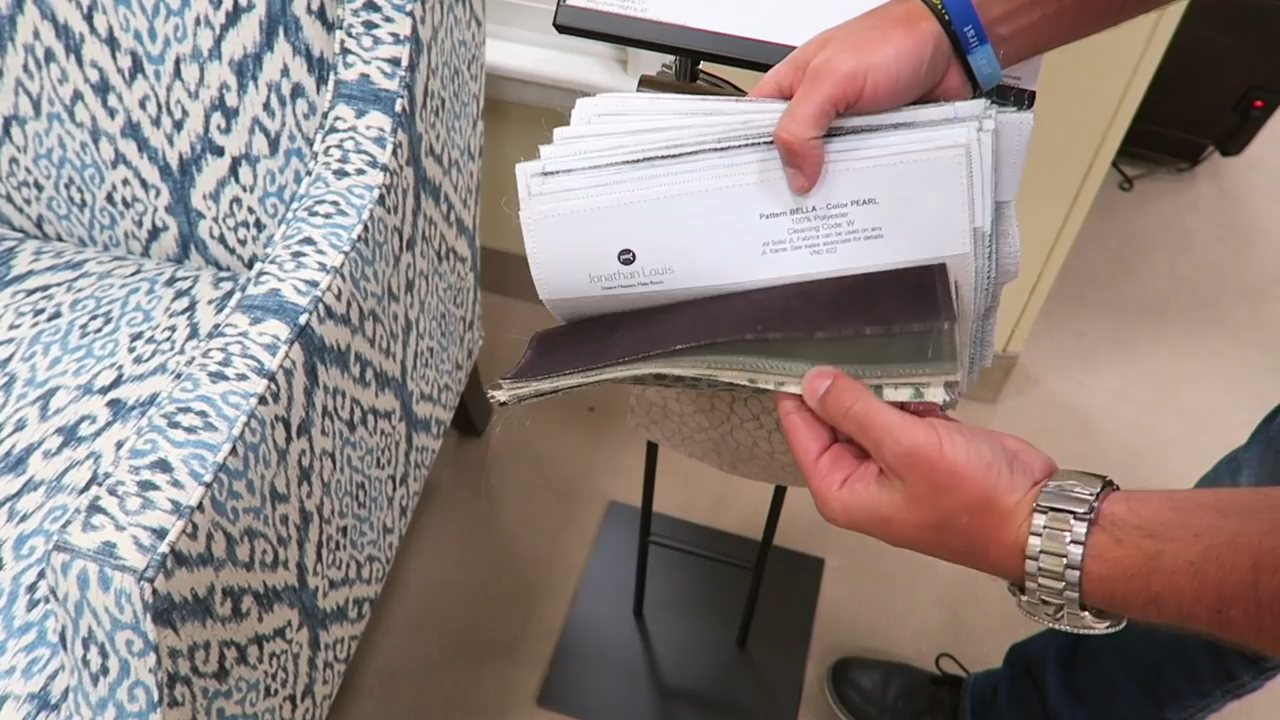 Pattern BELLA – Color PEARL
100% Polyester
Cleaning Code: W
All Solid JL Fabrics can be used on any
JL frame. See sales associate for details.
VND 622
Jonathan Louis